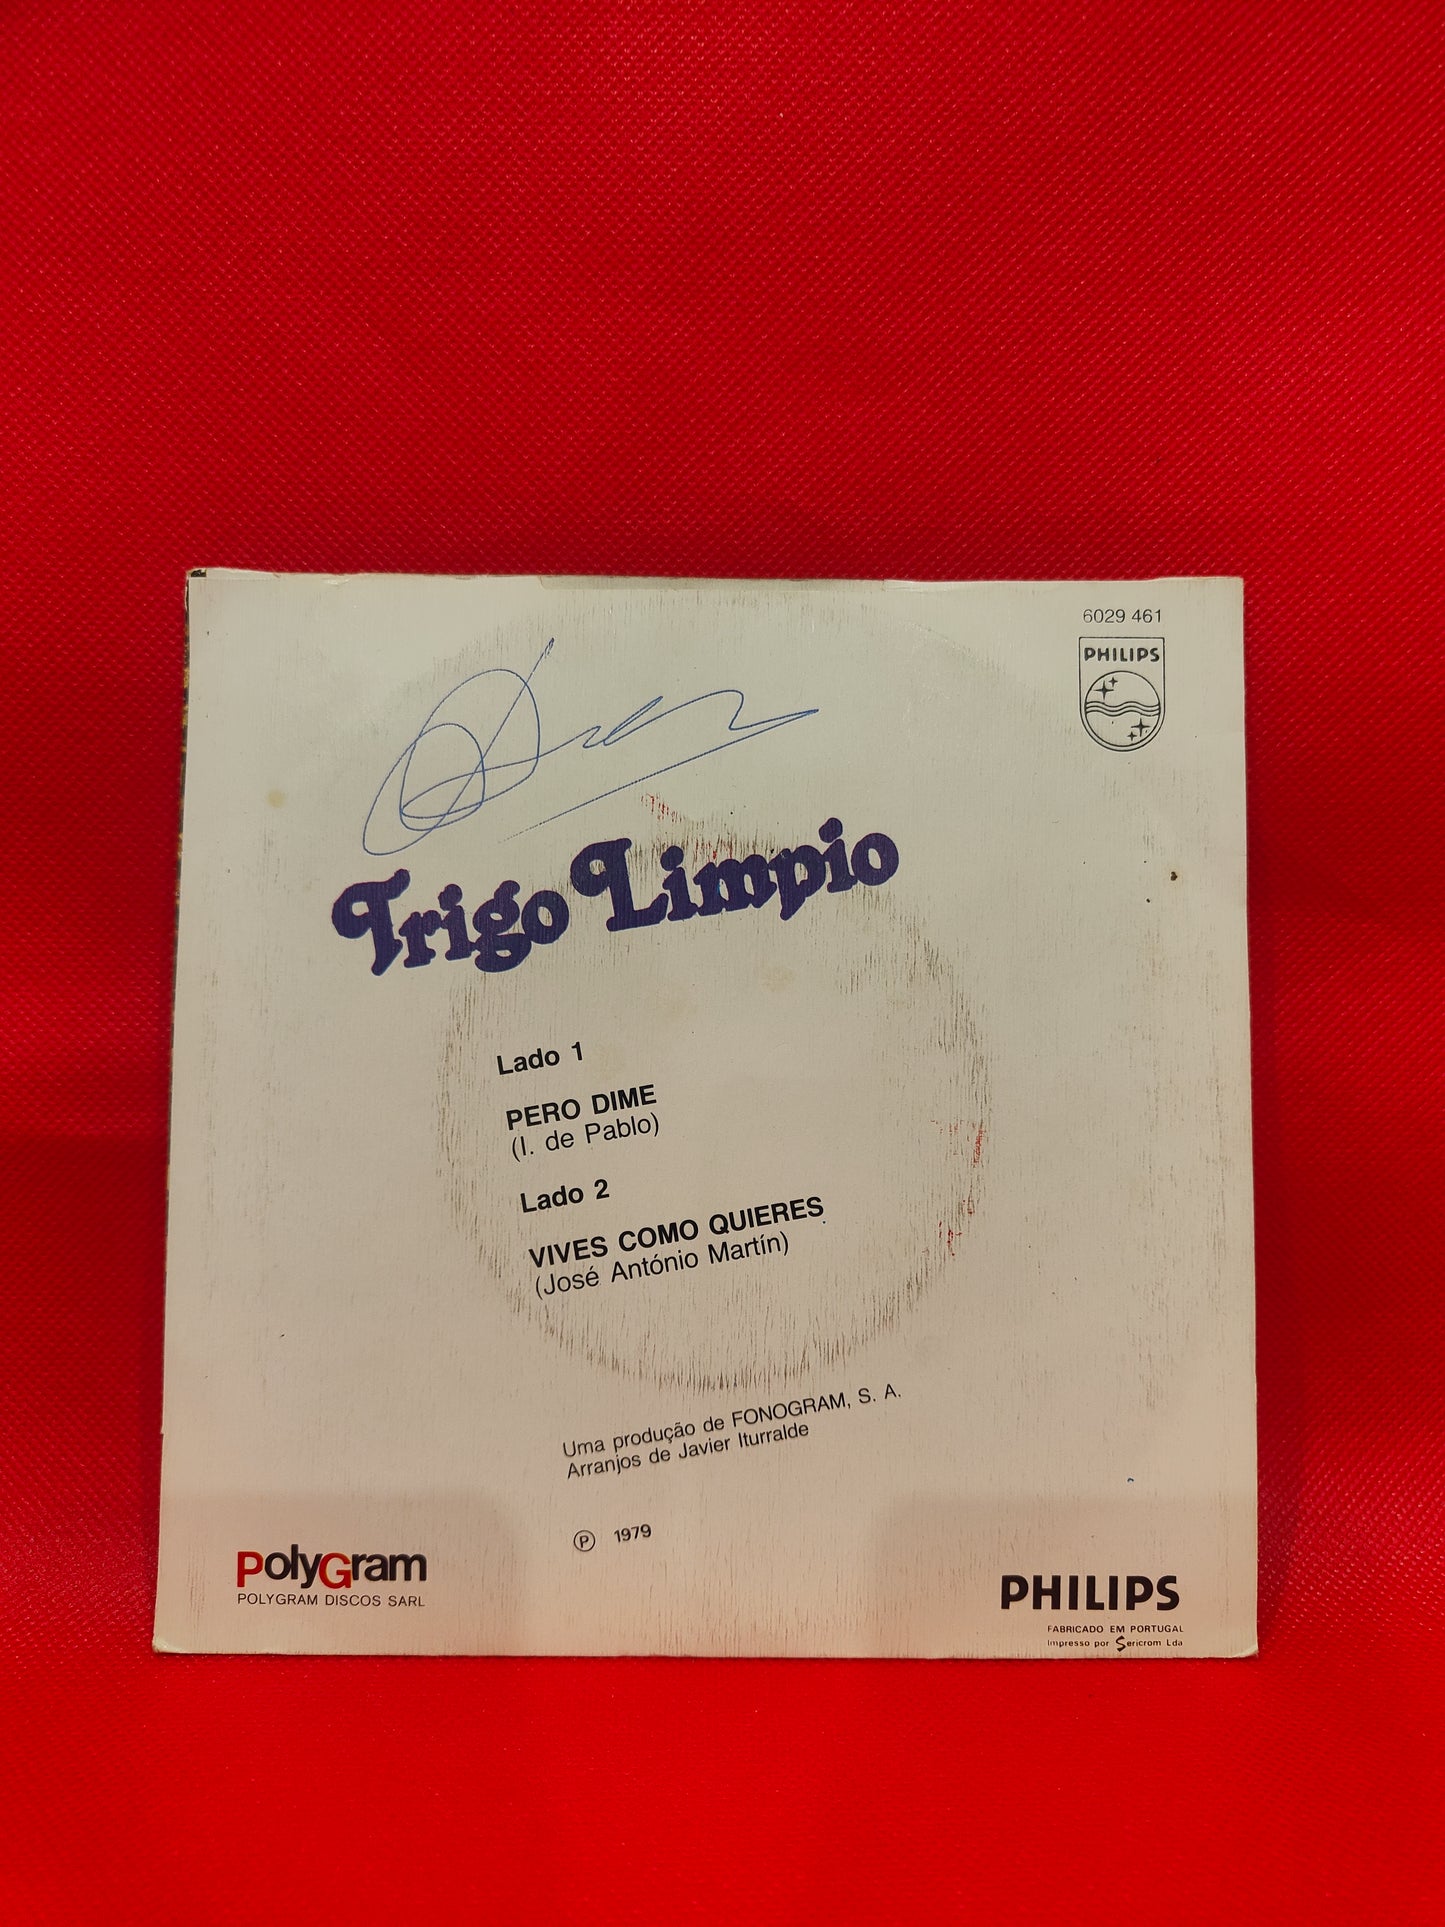 6029 461
PHILIPS
Trigo Limpio
Lado 1
PERO DIME
(I. de Pablo)
Lado 2
VIVES COMO QUIERES
(José António Martín)
Uma produção de FONOGRAM, S. A.
Arranjos de Javier Iturralde
Ⓟ 1979
PolyGram
POLYGRAM DISCOS SARL
PHILIPS
FABRICADO EM PORTUGAL
Impresso por Sericrom Lda